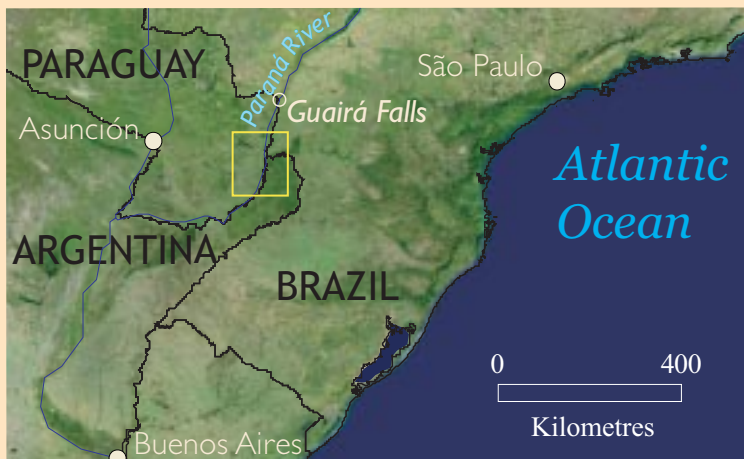 PARAGUAY
Paraná River
São Paulo
Guairá Falls
Asunción
Atlantic
Ocean
ARGENTINA
BRAZIL
0 400
Kilometres
Buenos Aires